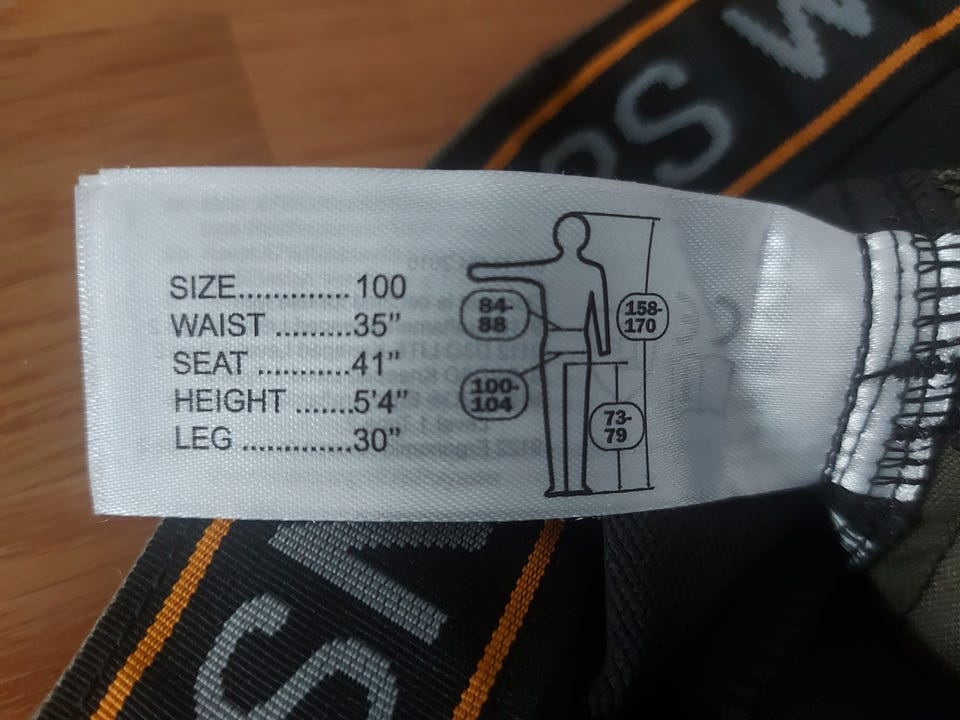 SIZE.............. 100
WAIST ..........35”
SEAT ............41”
HEIGHT .......5’4”
LEG ..............30”
84-
88
100-
104
158-
170
73-
79